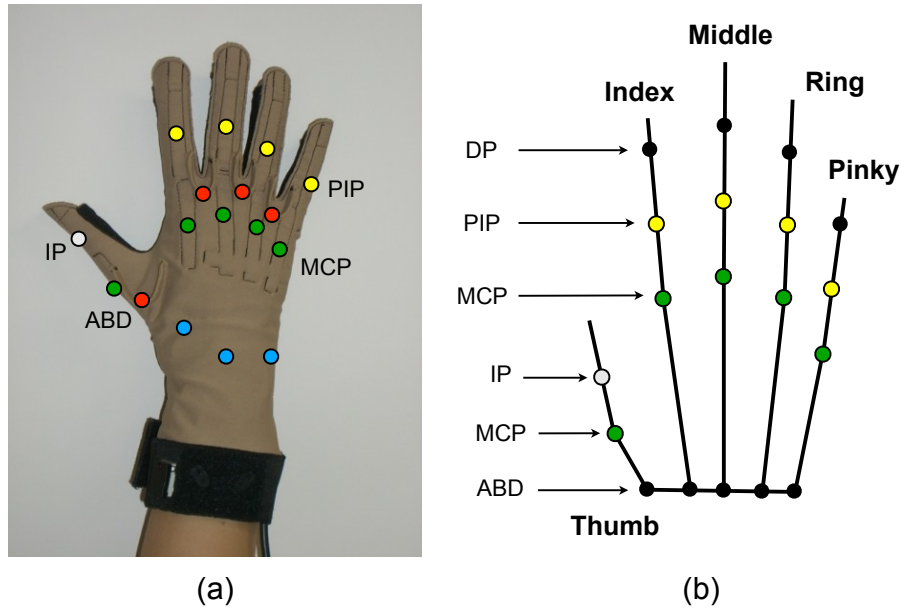 PIP
IP
MCP
ABD
(a)
Middle
Index
Ring
DP
Pinky
PIP
MCP
IP
MCP
ABD
Thumb
(b)